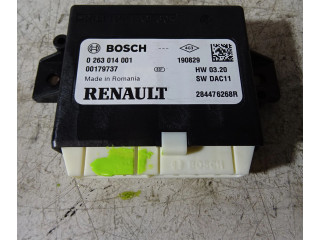 BOSCH
0 263 014 001 190829
00179737 HW 03.20
Made in Romania SW DAC11
RENAULT 284476268R